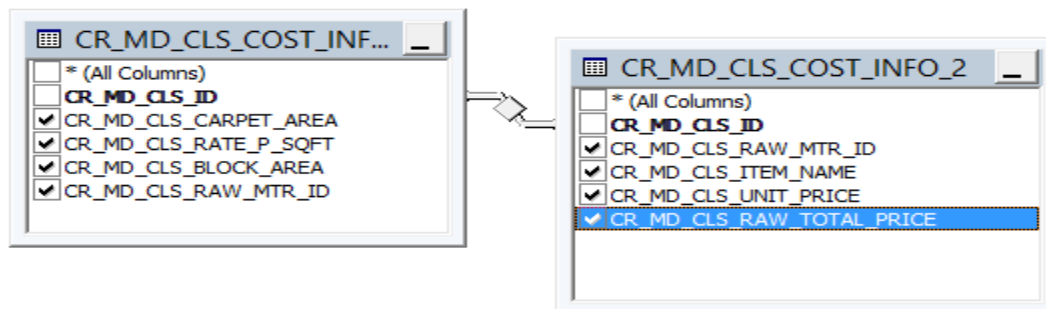 CR_MD_CLS_COST_INF...
* (All Columns)
CR_MD_CLS_ID
CR_MD_CLS_CARPET_AREA
CR_MD_CLS_RATE_P_SQFT
CR_MD_CLS_BLOCK_AREA
CR_MD_CLS_RAW_MTR_ID
CR_MD_CLS_COST_INFO_2
* (All Columns)
CR_MD_CLS_ID
CR_MD_CLS_RAW_MTR_ID
CR_MD_CLS_ITEM_NAME
CR_MD_CLS_UNIT_PRICE
CR_MD_CLS_RAW_TOTAL_PRICE